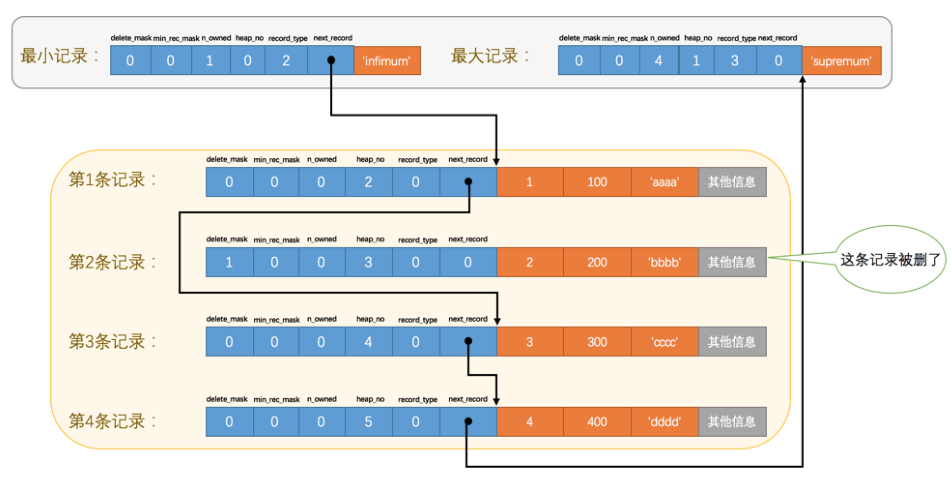 delete_mask min_rec_mask n_owned heap_no record_type next_record
最小记录： 0 0 1 0 2 'infimum'
delete_mask min_rec_mask n_owned heap_no record_type next_record
最大记录： 0 0 4 1 3 0 'supremum'
delete_mask min_rec_mask n_owned heap_no record_type next_record
第1条记录： 0 0 0 2 0 1 100 'aaaa' 其他信息
delete_mask min_rec_mask n_owned heap_no record_type next_record
第2条记录： 1 0 0 3 0 0 2 200 'bbbb' 其他信息
这条记录被删了
delete_mask min_rec_mask n_owned heap_no record_type next_record
第3条记录： 0 0 0 4 0 3 300 'cccc' 其他信息
delete_mask min_rec_mask n_owned heap_no record_type next_record
第4条记录： 0 0 0 5 0 4 400 'dddd' 其他信息